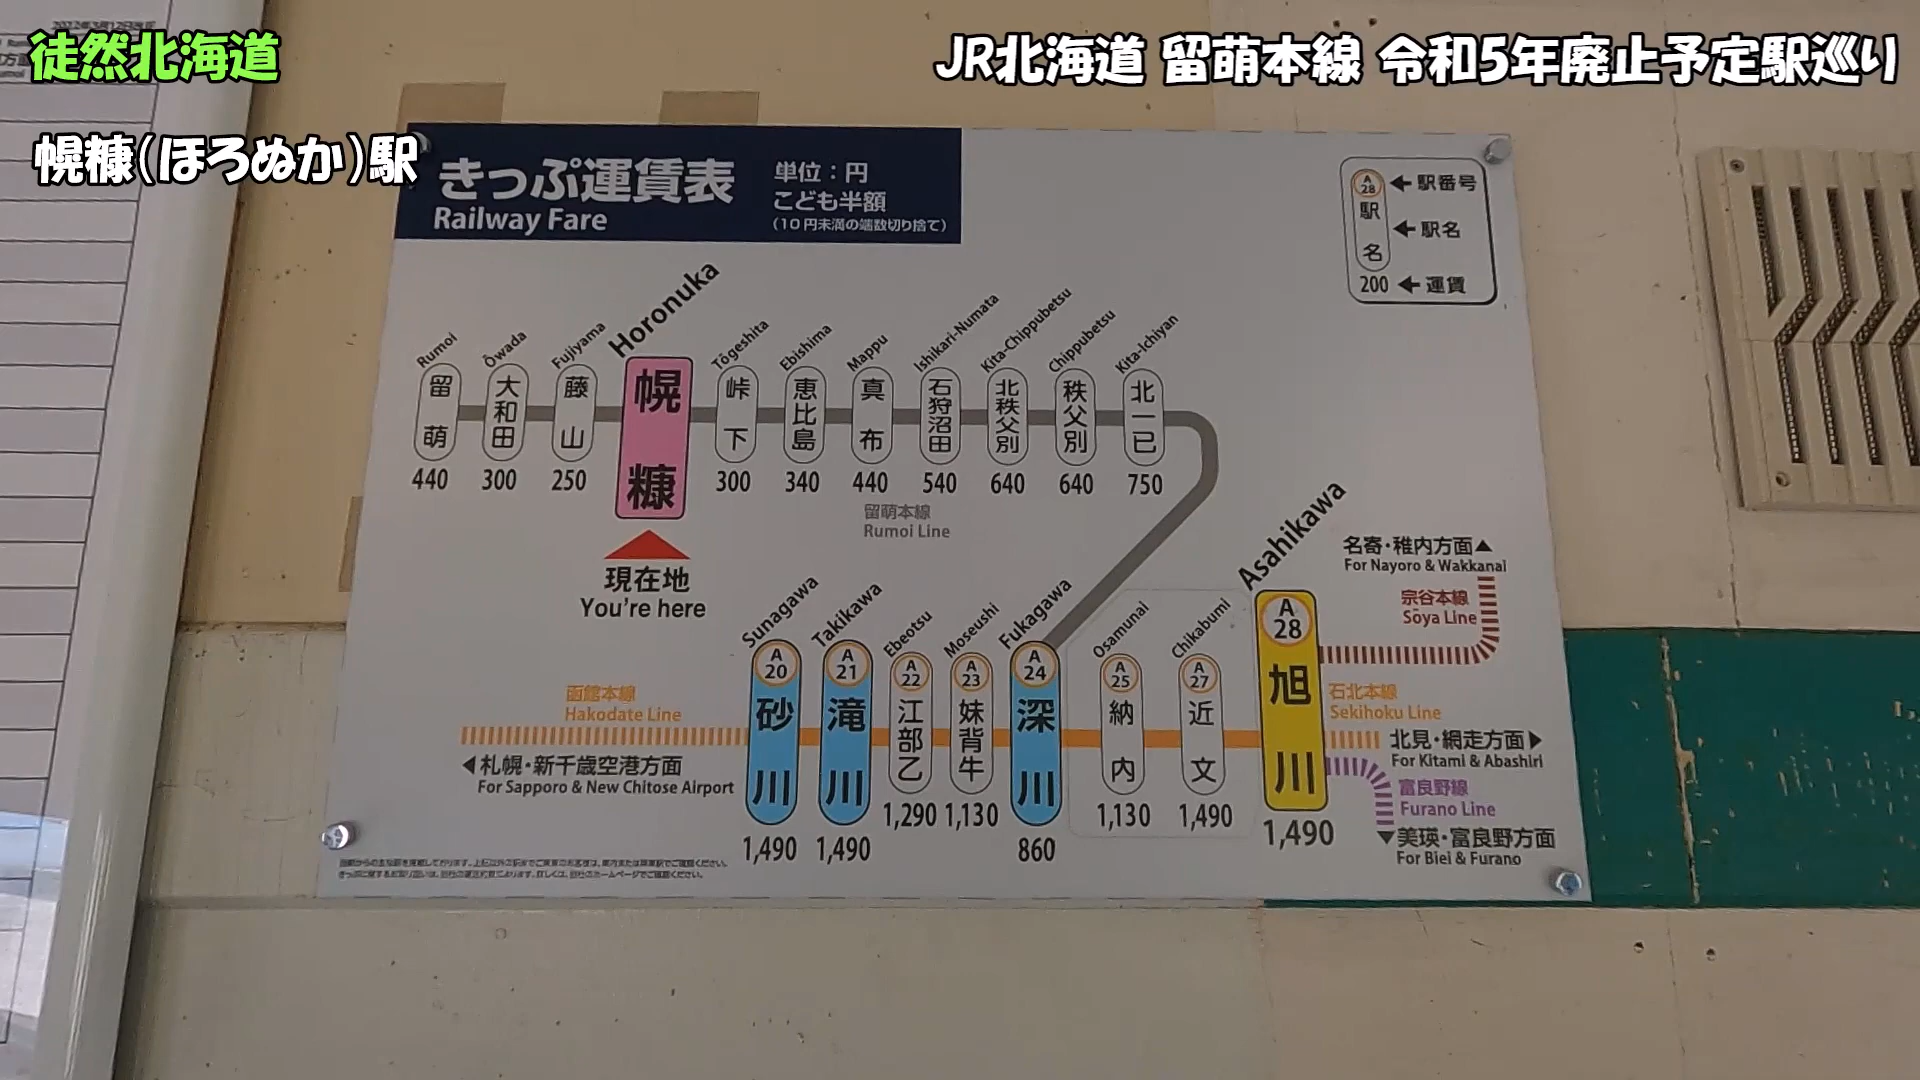 徒然北海道
JR北海道 留萌本線 令和5年廃止予定駅巡り
幌糠(ほろぬか)駅
きっぷ運賃表
Railway Fare
単位：円
こども半額
(10円未満の端数切り捨て)
A28 ←駅番号
駅名 ←駅名
200 ←運賃
Rumoi Ōwada Fujiyama Horonuka Tōgeshita Ebishima Mappu Ishikari-Numata Kita-Chippubetsu Chippubetsu Kita-Ichiyan
留萌 大和田 藤山 幌糠 峠下 恵比島 真布 石狩沼田 北秩父別 秩父別 北一已
440 300 250 300 340 440 540 640 640 750
留萌本線
Rumoi Line
現在地
You're here
名寄・稚内方面▲
For Nayoro & Wakkanai
宗谷本線
Sōya Line
Sunagawa Takikawa Ebeotsu Moseushi Fukagawa Osamunai Chikabumi Asahikawa
A20 A21 A22 A23 A24 A25 A27 A28
砂川 滝川 江部乙 妹背牛 深川 納内 近文 旭川
1,490 1,490 1,290 1,130 860 1,130 1,490 1,490
函館本線
Hakodate Line
◀札幌・新千歳空港方面
For Sapporo & New Chitose Airport
石北本線
Sekihoku Line
北見・網走方面▶
For Kitami & Abashiri
富良野線
Furano Line
▼美瑛・富良野方面
For Biei & Furano